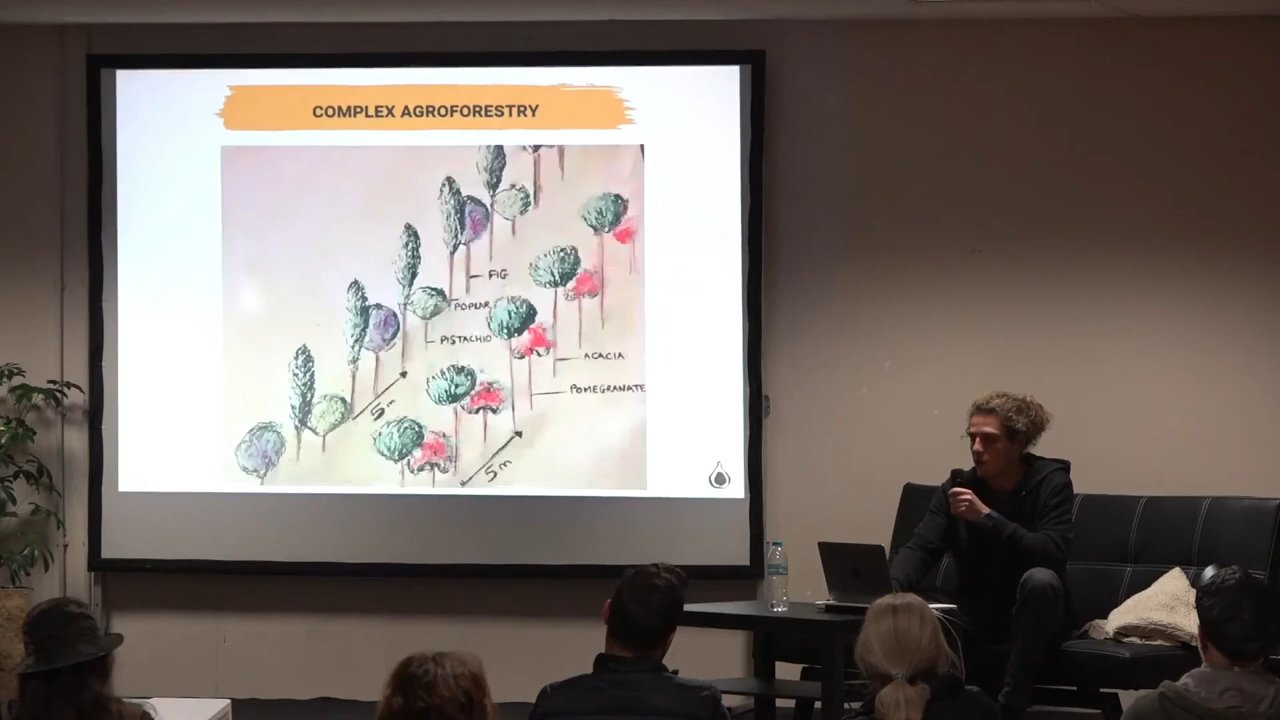 COMPLEX AGROFORESTRY
FIG
POPLAR
PISTACHIO
ACACIA
POMEGRANATE
5m
5m